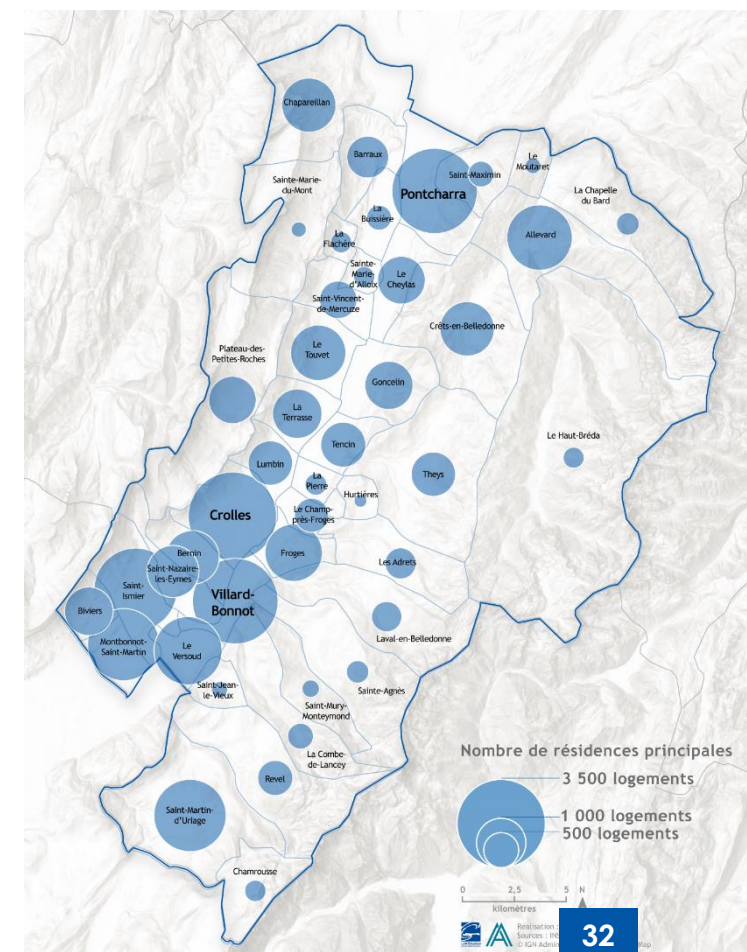 Chapareillan
Barraux
Saint-Maximin
Le
Moutaret
Sainte-Marie-
du-Mont
Pontcharra
La Chapelle
du Bard
La
Buissière
Allevard
La
Flachère
Sainte-
Marie-
d'Alloix
Le
Cheylas
Saint-Vincent-
de-Mercuze
Crêts-en-Belledonne
Plateau-des-
Petites-Roches
Le
Touvet
Goncelin
La
Terrasse
Le Haut-Bréda
Tencin
Lumbin
Theys
La
Pierre
Hurtières
Crolles
Le Champ-
près-Froges
Bernin
Froges
Les Adrets
Saint-Nazaire-
les-Eymes
Saint-
Ismier
Villard-
Bonnot
Biviers
Laval-en-Belledonne
Montbonnot-
Saint-Martin
Le
Versoud
Saint-Jean-
le-Vieux
Sainte-Agnès
Saint-Mury-
Monteymond
La Combe-
de-Lancey
Revel
Saint-Martin-
d'Uriage
Chamrousse
Nombre de résidences principales
3 500 logements
1 000 logements
500 logements
0 2,5 5 N
kilomètres
Réalisation :
Sources :
© IGN
32